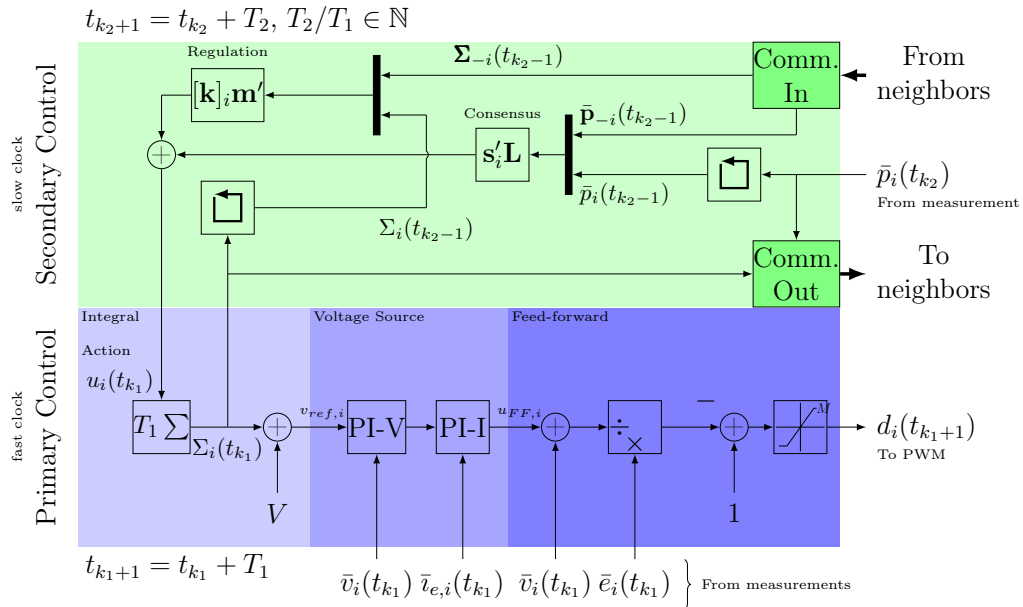 t_{k_2+1} = t_{k_2} + T_2, T_2/T_1 ∈ ℕ
Regulation
[k]_i m′
Σ_{−i}(t_{k_2−1})
Comm.
In
From
neighbors
slow clock
Secondary Control
+
Consensus
s′_i L
p̄_{−i}(t_{k_2−1})
p̄_i(t_{k_2−1})
p̄_i(t_{k_2})
From measurement
Σ_i(t_{k_2−1})
Comm.
Out
To
neighbors
Integral
Action
Voltage Source
Feed-forward
fast clock
Primary Control
u_i(t_{k_1})
T_1 ∑
Σ_i(t_{k_1})
+
v_{ref,i}
PI-V
PI-I
u_{FF,i}
+
÷
×
−
+
M
d_i(t_{k_1+1})
To PWM
V
1
t_{k_1+1} = t_{k_1} + T_1
v̄_i(t_{k_1}) ı̄_{e,i}(t_{k_1}) v̄_i(t_{k_1}) ē_i(t_{k_1}) } From measurements